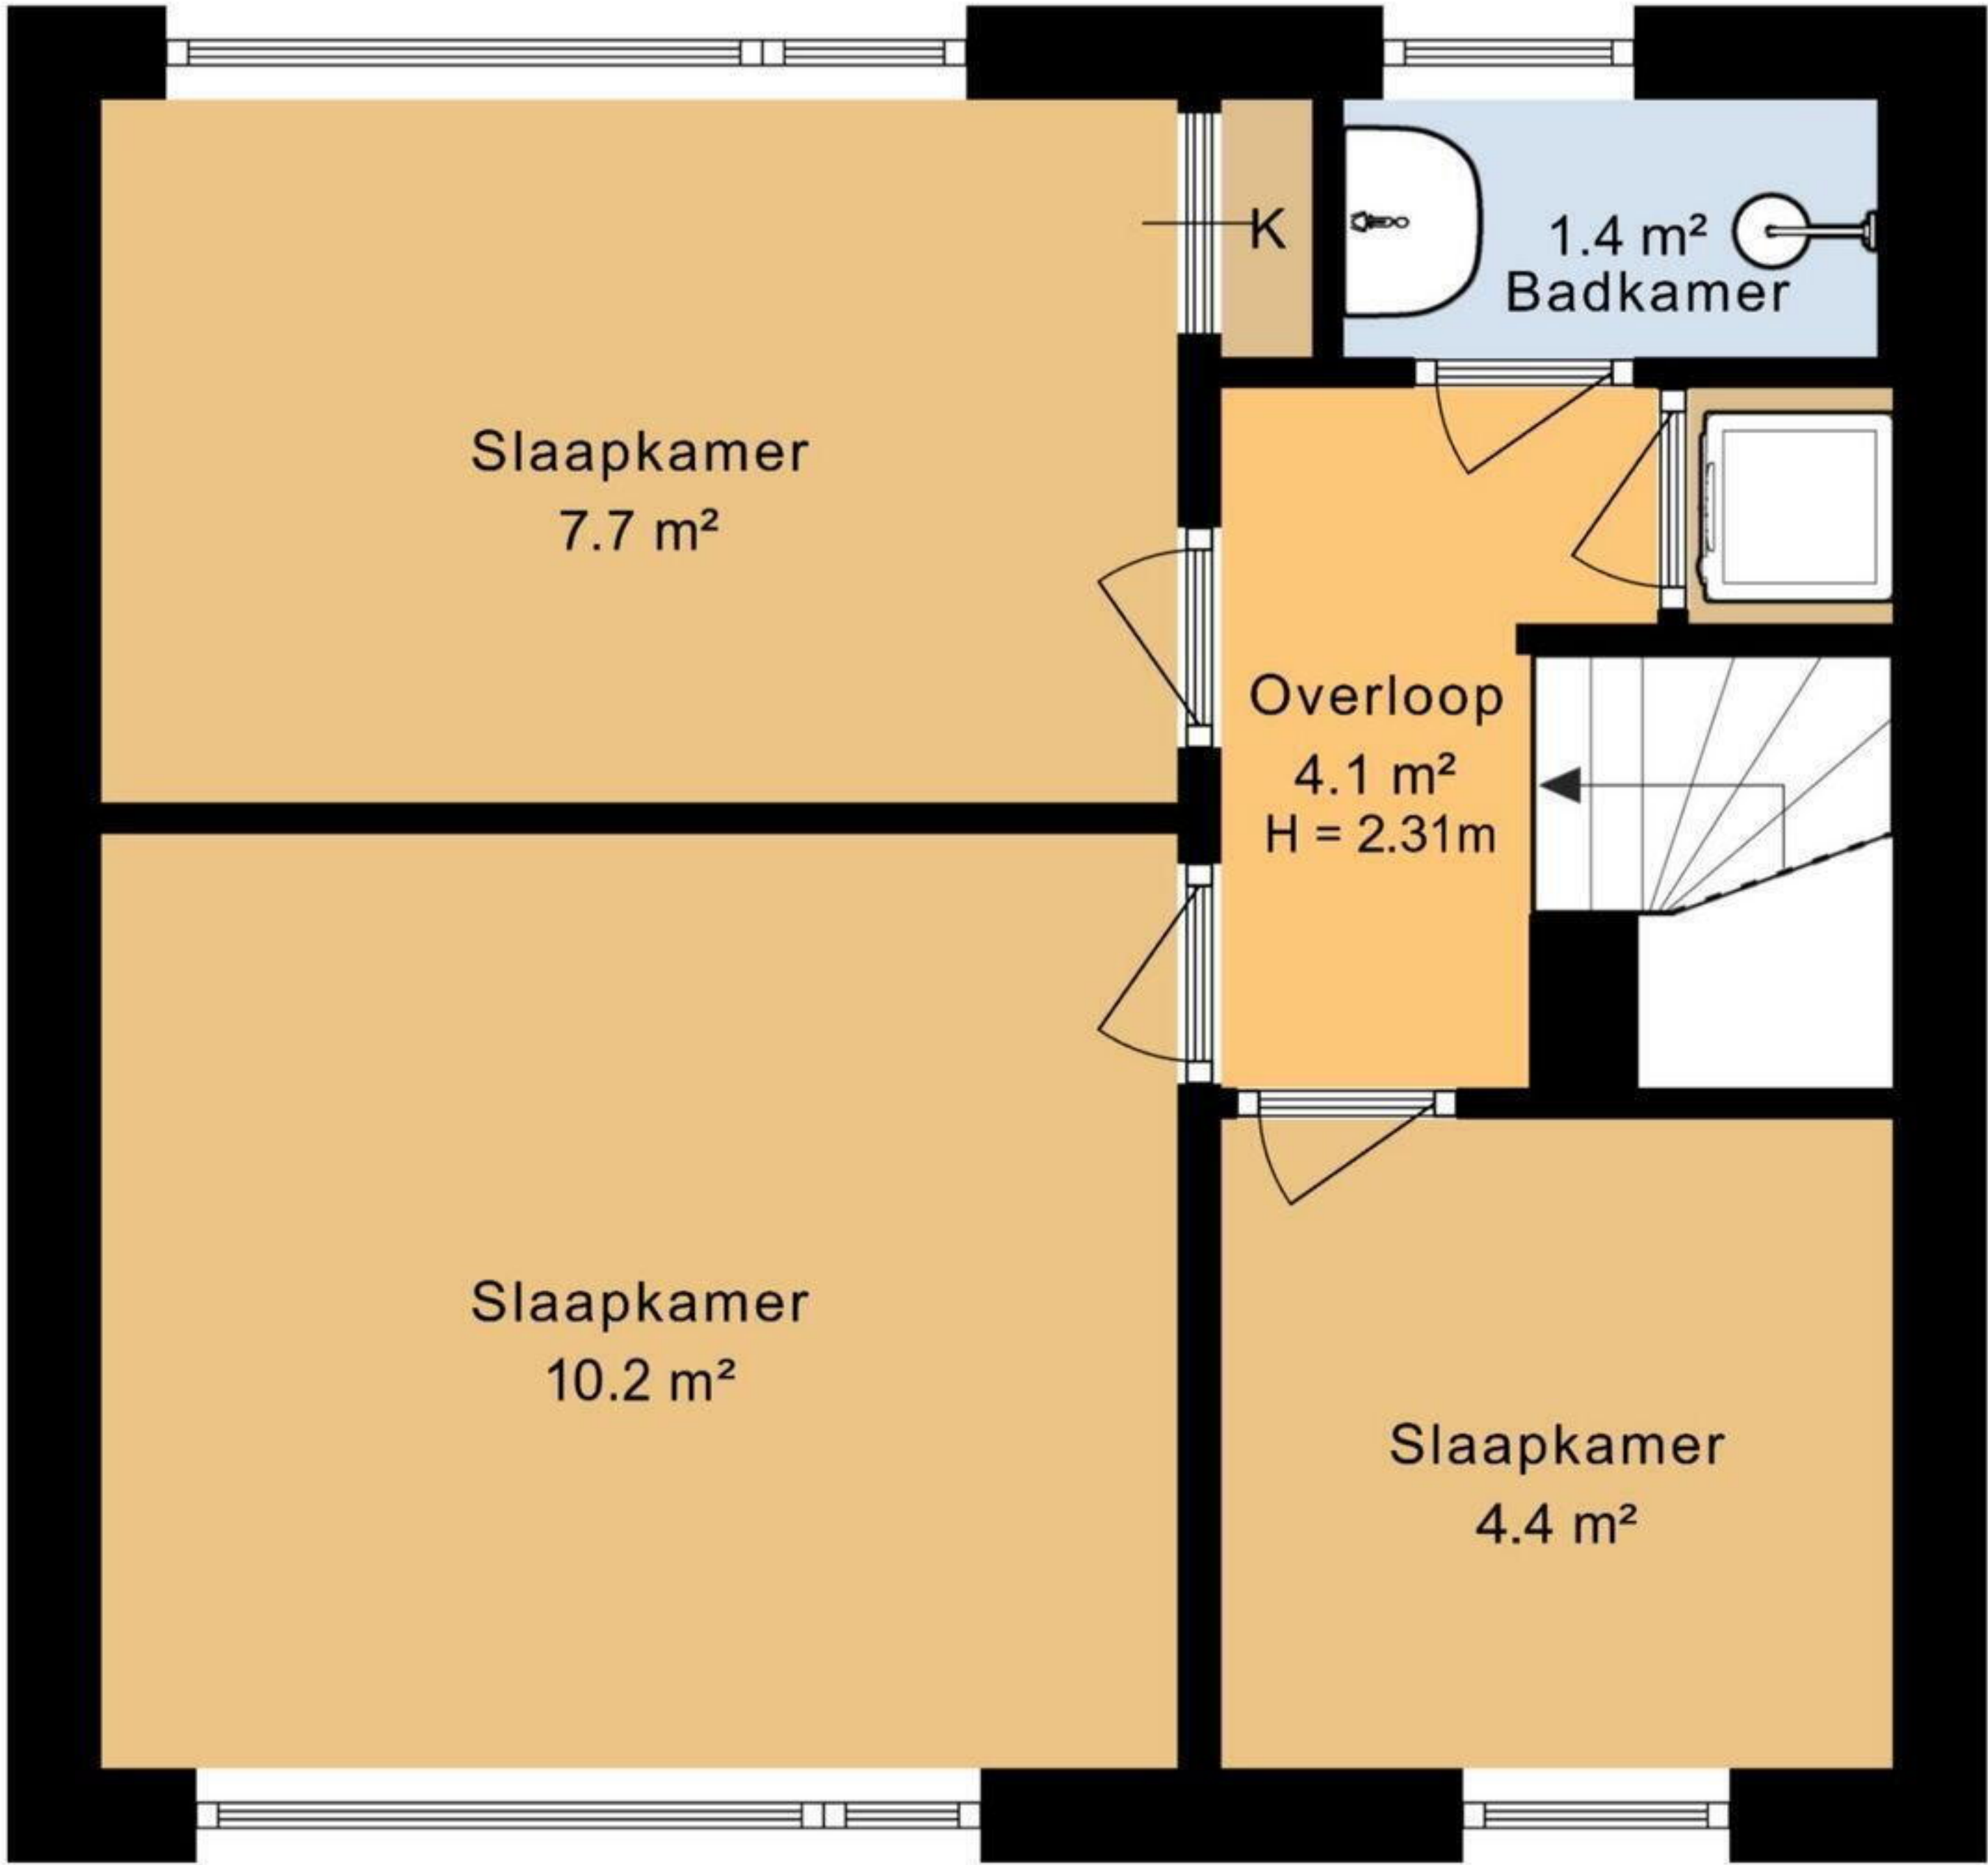 K
1.4 m²
Badkamer
Slaapkamer
7.7 m²
Overloop
4.1 m²
H = 2.31m
Slaapkamer
10.2 m²
Slaapkamer
4.4 m²